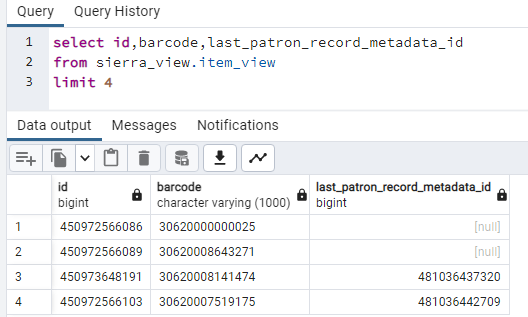 Query Query History
1 select id,barcode,last_patron_record_metadata_id
2 from sierra_view.item_view
3 limit 4
Data output Messages Notifications
id barcode last_patron_record_metadata_id
bigint character varying (1000) bigint
1 450972566086 30620000000025 [null]
2 450972566089 30620008643271 [null]
3 450973648191 30620008141474 481036437320
4 450972566103 30620007519175 481036442709